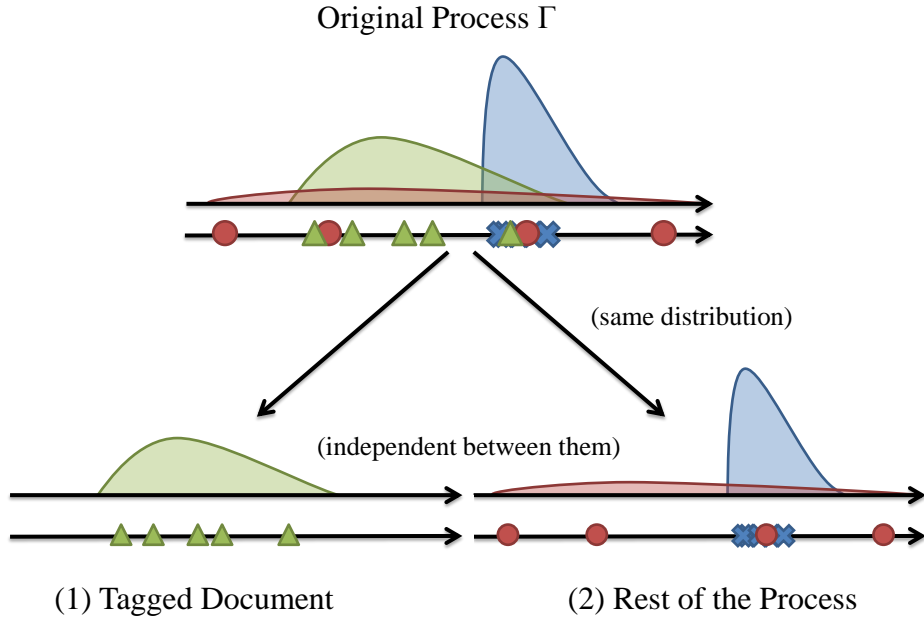 Original Process Γ
(same distribution)
(independent between them)
(1) Tagged Document
(2) Rest of the Process